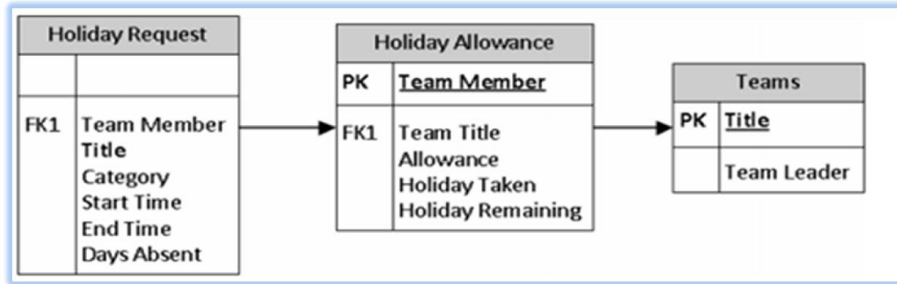 Holiday Request
FK1 Team Member
Title
Category
Start Time
End Time
Days Absent
Holiday Allowance
PK Team Member
FK1 Team Title
Allowance
Holiday Taken
Holiday Remaining
Teams
PK Title
Team Leader